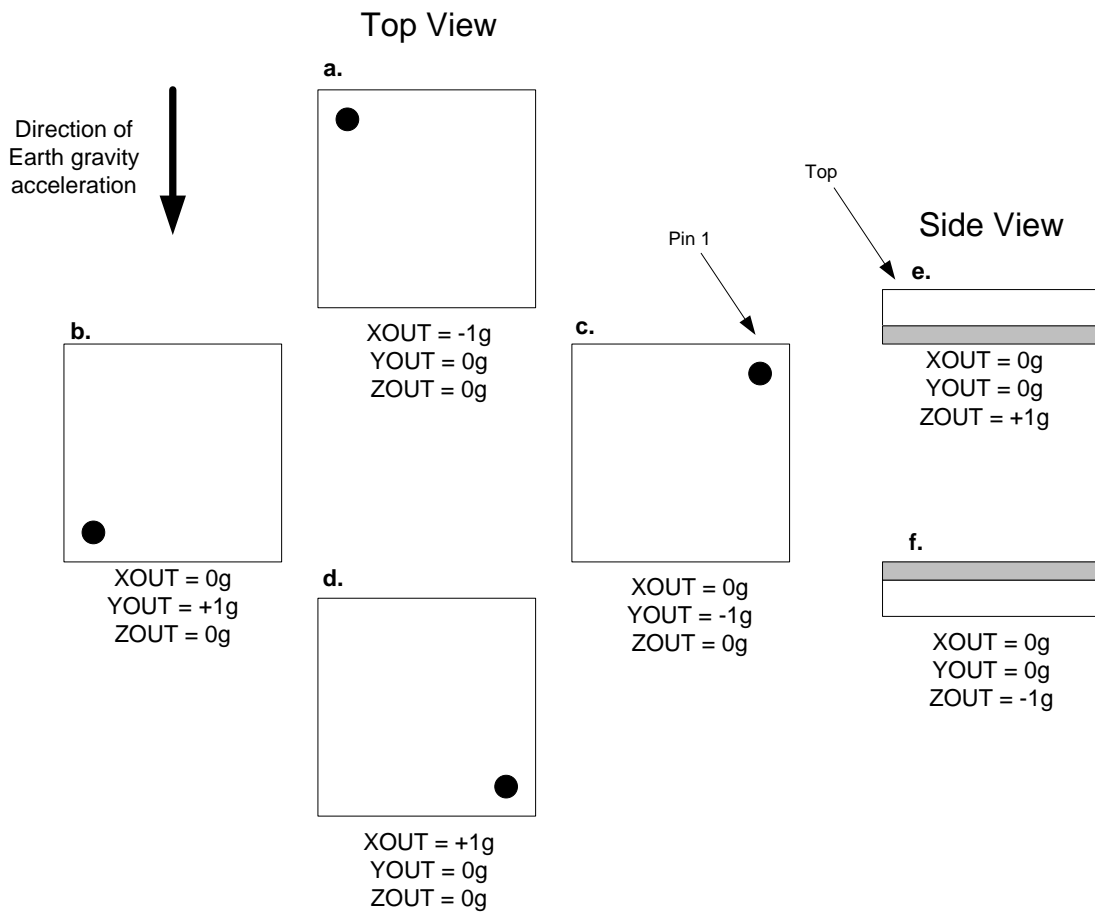 Top View
a.
Direction of
Earth gravity
acceleration
XOUT = -1g
YOUT = 0g
ZOUT = 0g
b.
XOUT = 0g
YOUT = +1g
ZOUT = 0g
Pin 1
c.
XOUT = 0g
YOUT = -1g
ZOUT = 0g
d.
XOUT = +1g
YOUT = 0g
ZOUT = 0g
Top
Side View
e.
XOUT = 0g
YOUT = 0g
ZOUT = +1g
f.
XOUT = 0g
YOUT = 0g
ZOUT = -1g